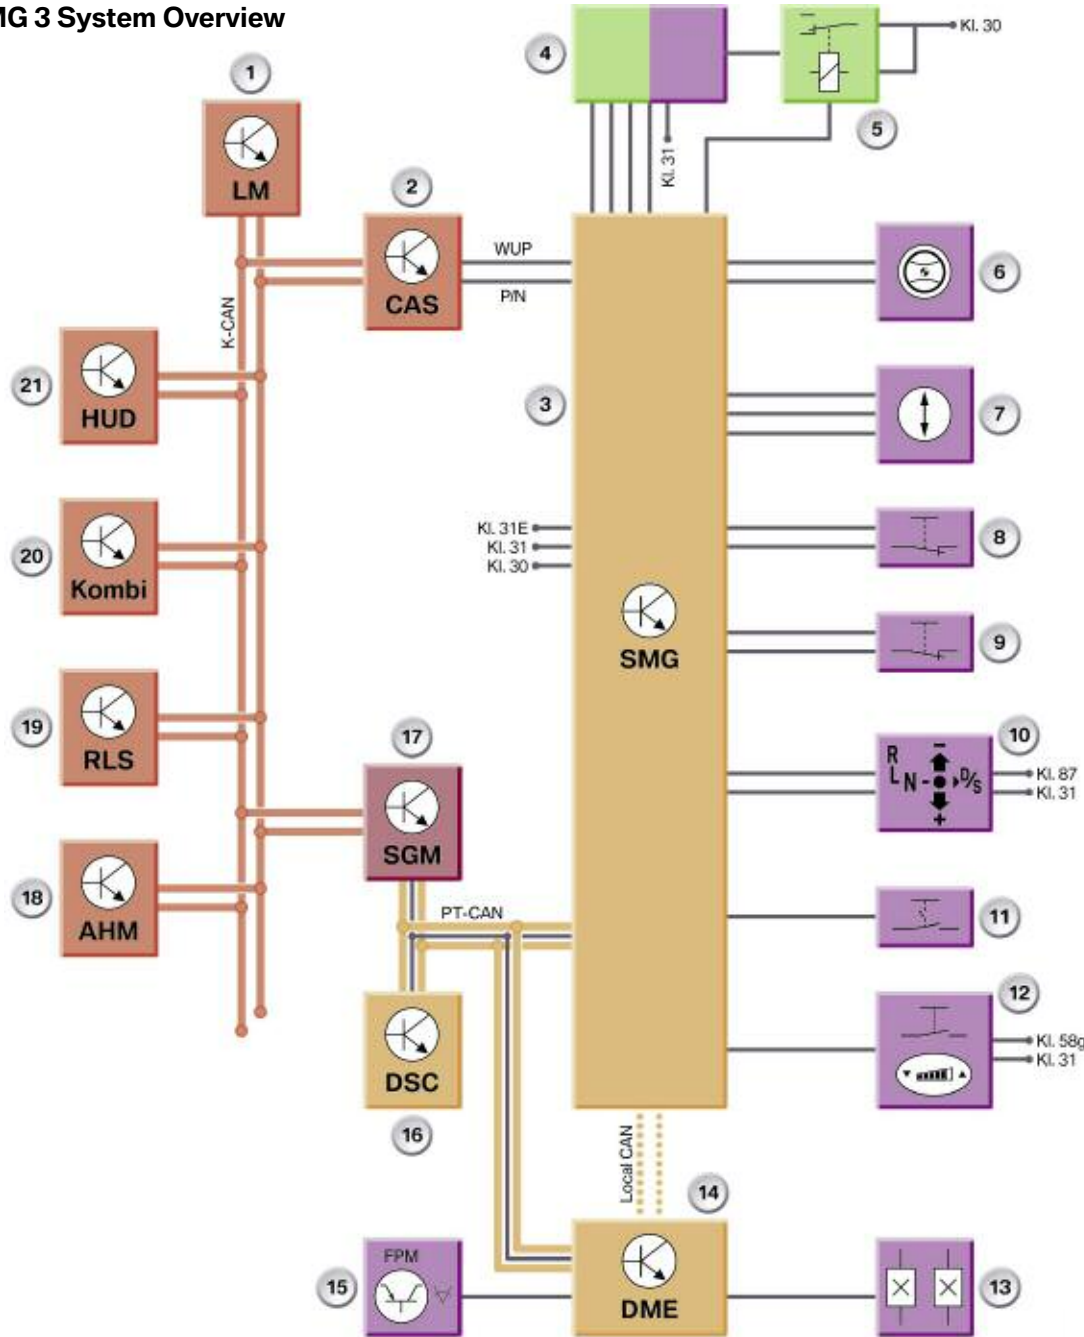 MG 3 System Overview
1
LM
2
CAS
WUP
P/N
K-CAN
4
Kl. 31
5
Kl. 30
6
7
8
9
3
SMG
Kl. 31E
Kl. 31
Kl. 30
21
HUD
20
Kombi
19
RLS
18
AHM
17
SGM
PT-CAN
DSC
16
10
R
L N - D/S
-
+
Kl. 87
Kl. 31
11
12
Kl. 58g
Kl. 31
Local CAN
14
DME
15
FPM
13